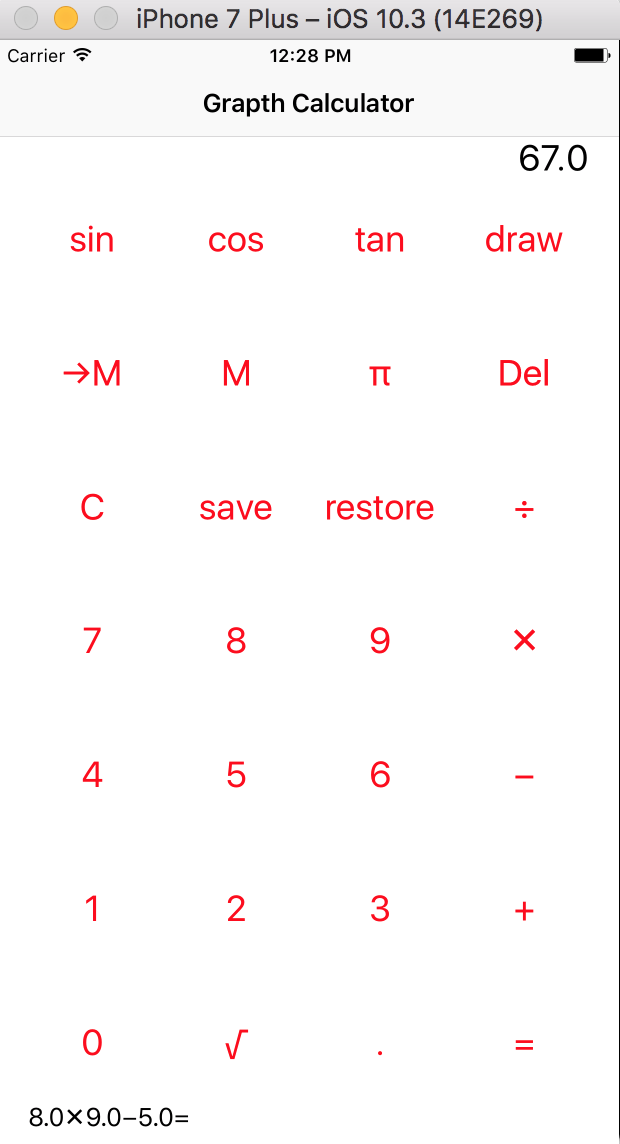 iPhone 7 Plus – iOS 10.3 (14E269)
Carrier 12:28 PM
Grapth Calculator
67.0
sin cos tan draw
→M M π Del
C save restore ÷
7 8 9 ✕
4 5 6 −
1 2 3 +
0 √ . =
8.0✕9.0−5.0=